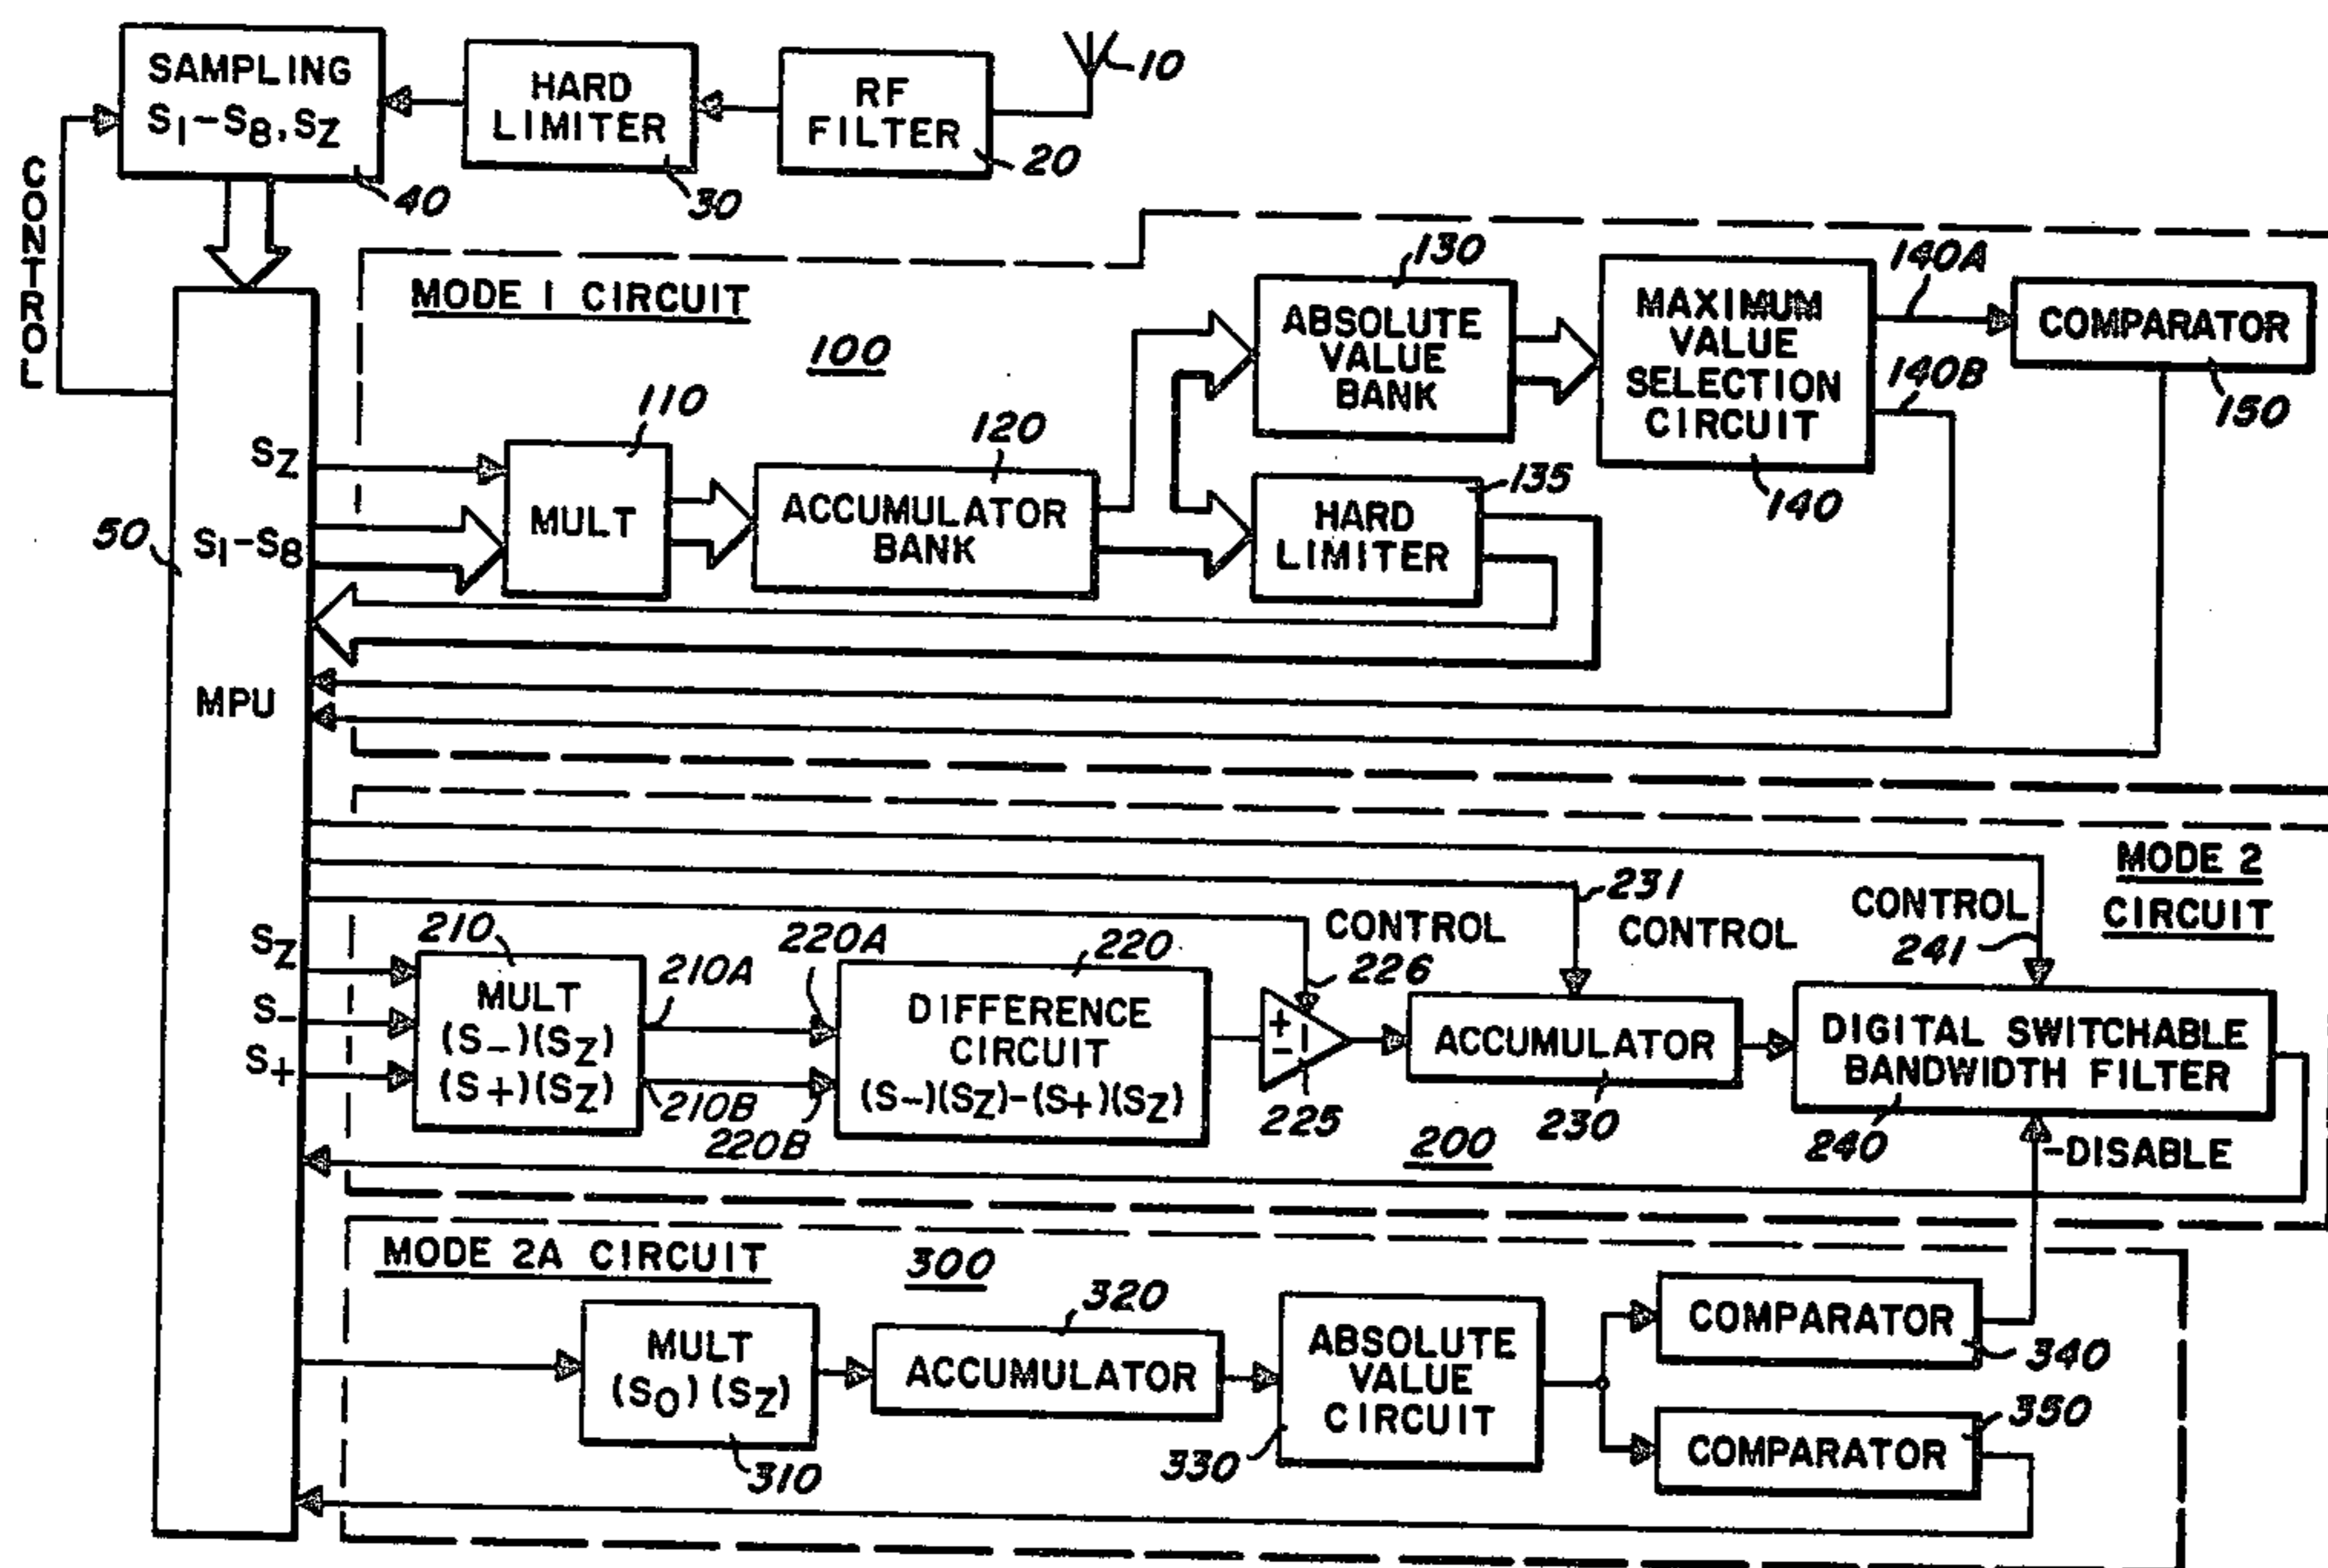 SAMPLING
S1-S8, SZ
HARD
LIMITER
RF
FILTER
10
20
30
40
CONTROL
MODE 1 CIRCUIT
100
130
ABSOLUTE
VALUE
BANK
MAXIMUM
VALUE
SELECTION
CIRCUIT
140A
140B
COMPARATOR
150
110
120
SZ
50
S1-S8
MULT
ACCUMULATOR
BANK
135
HARD
LIMITER
140
MPU
MODE 2
CIRCUIT
231
CONTROL
CONTROL
226
CONTROL
241
SZ
S-
S+
210
MULT
(S-)(SZ)
(S+)(SZ)
210A
210B
220A
220B
220
DIFFERENCE
CIRCUIT
(S-)(SZ)-(S+)(SZ)
+
-
225
ACCUMULATOR
230
DIGITAL SWITCHABLE
BANDWIDTH FILTER
240
200
-DISABLE
MODE 2A CIRCUIT
300
MULT
(SO)(SZ)
310
320
ACCUMULATOR
ABSOLUTE
VALUE
CIRCUIT
330
COMPARATOR
340
COMPARATOR
350